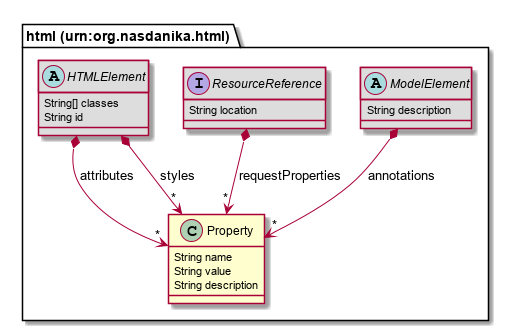 html (urn:org.nasdanika.html)
A HTMLElement
String[] classes
String id
I ResourceReference
String location
A ModelElement
String description
attributes
styles
requestProperties
annotations
*
*
*
*
C Property
String name
String value
String description